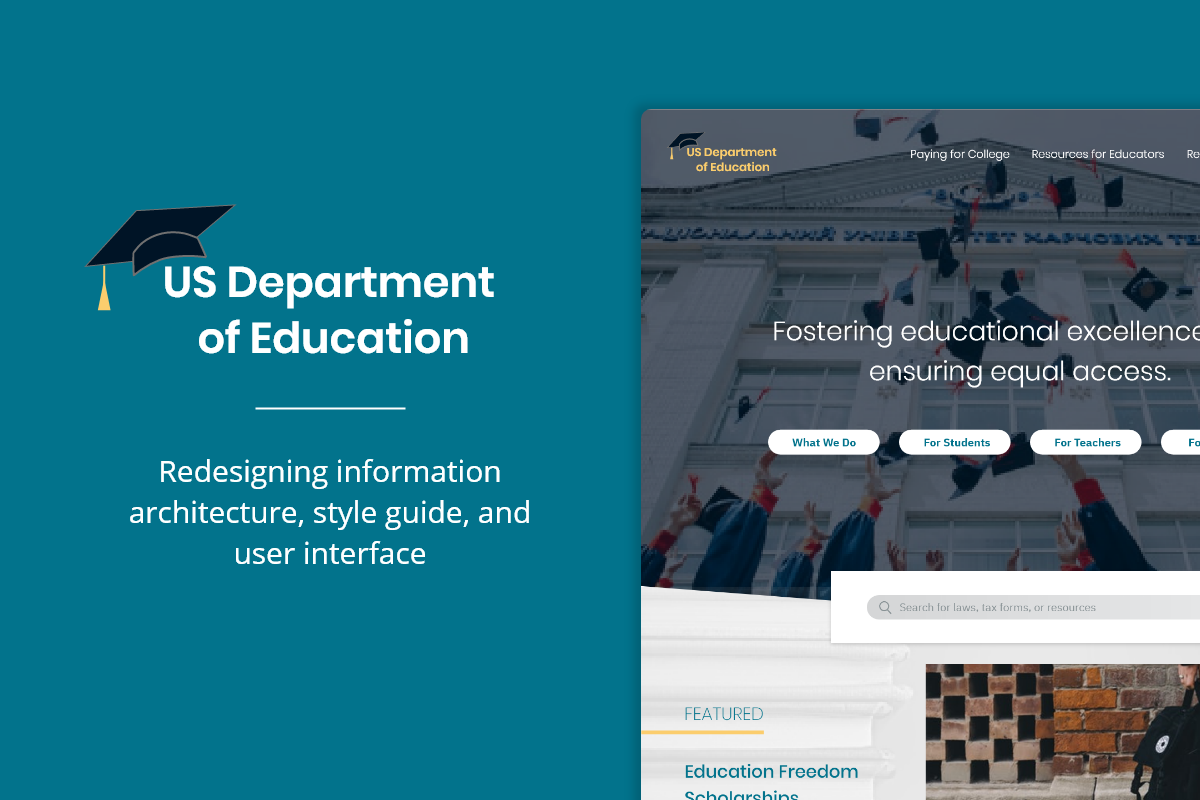 US Department
of Education
Redesigning information
architecture, style guide, and
user interface
US Department
of Education
Paying for College
Resources for Educators
Re
Fostering educational excellence
ensuring equal access.
What We Do
For Students
For Teachers
Fo
Search for laws, tax forms, or resources
FEATURED
Education Freedom
Scholarships